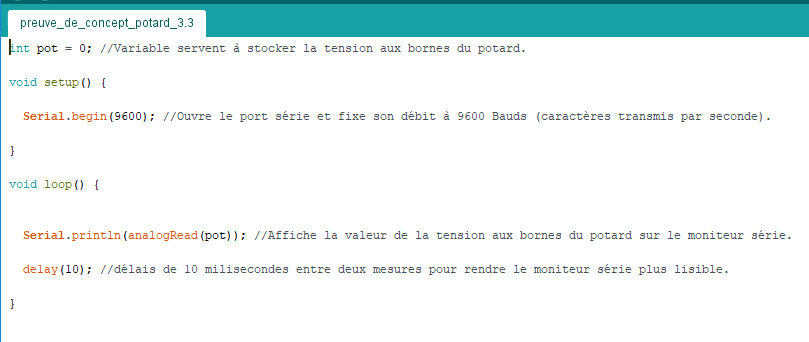 preuve_de_concept_potard_3.3
int pot = 0; //Variable servent à stocker la tension aux bornes du potard.
void setup() {
Serial.begin(9600); //Ouvre le port série et fixe son débit à 9600 Bauds (caractères transmis par seconde).
}
void loop() {
Serial.println(analogRead(pot)); //Affiche la valeur de la tension aux bornes du potard sur le moniteur série.
delay(10); //délais de 10 milisecondes entre deux mesures pour rendre le moniteur série plus lisible.
}